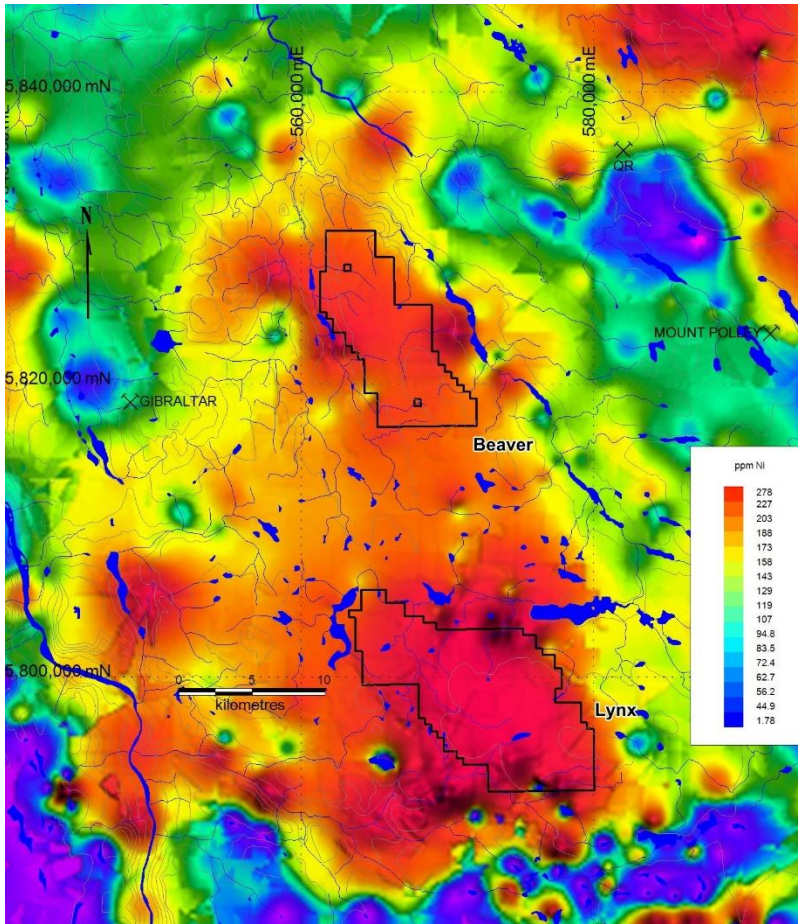 560,000 mE
580,000 mE
5,840,000 mN
QR
N
MOUNT POLLEY
5,820,000 mN
GIBRALTAR
Beaver
ppm Ni
278
227
203
188
173
158
143
129
119
107
94.8
83.5
72.4
62.7
56.2
44.9
1.78
5,800,000 mN
0 10
kilometres
Lynx